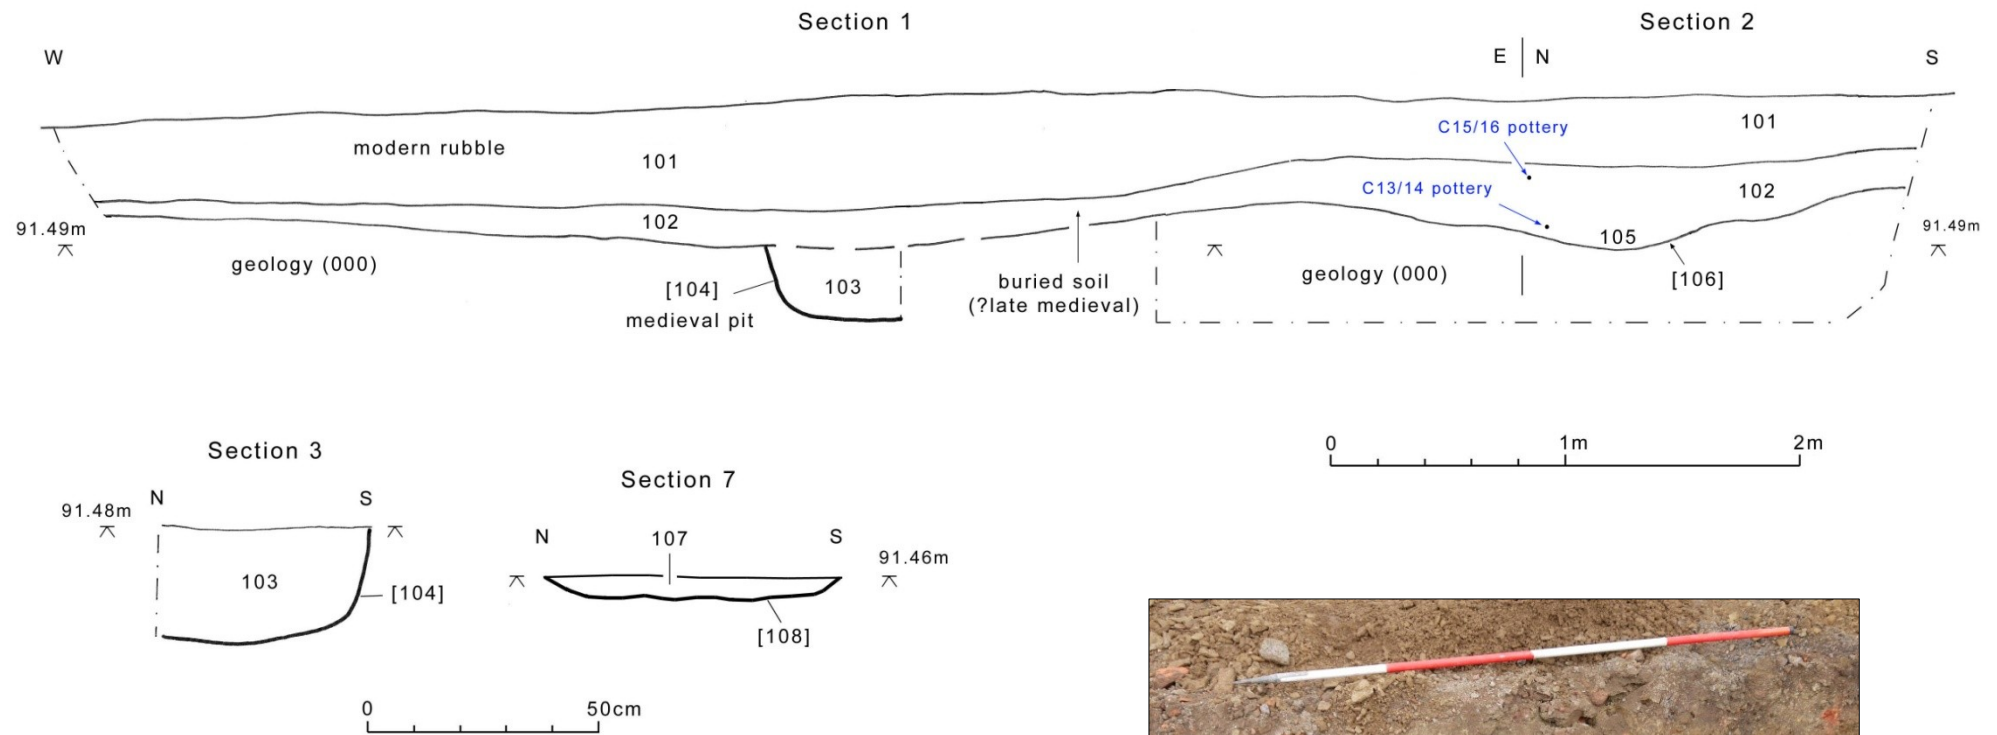 Section 1
Section 2
W
E
N
S
C15/16 pottery
101
modern rubble
101
C13/14 pottery
102
102
91.49m
91.49m
105
geology (000)
[104]
103
medieval pit
buried soil
(?late medieval)
geology (000)
[106]
0
1m
2m
Section 3
Section 7
N
S
91.48m
N
107
S
91.46m
103
[104]
[108]
0
50cm